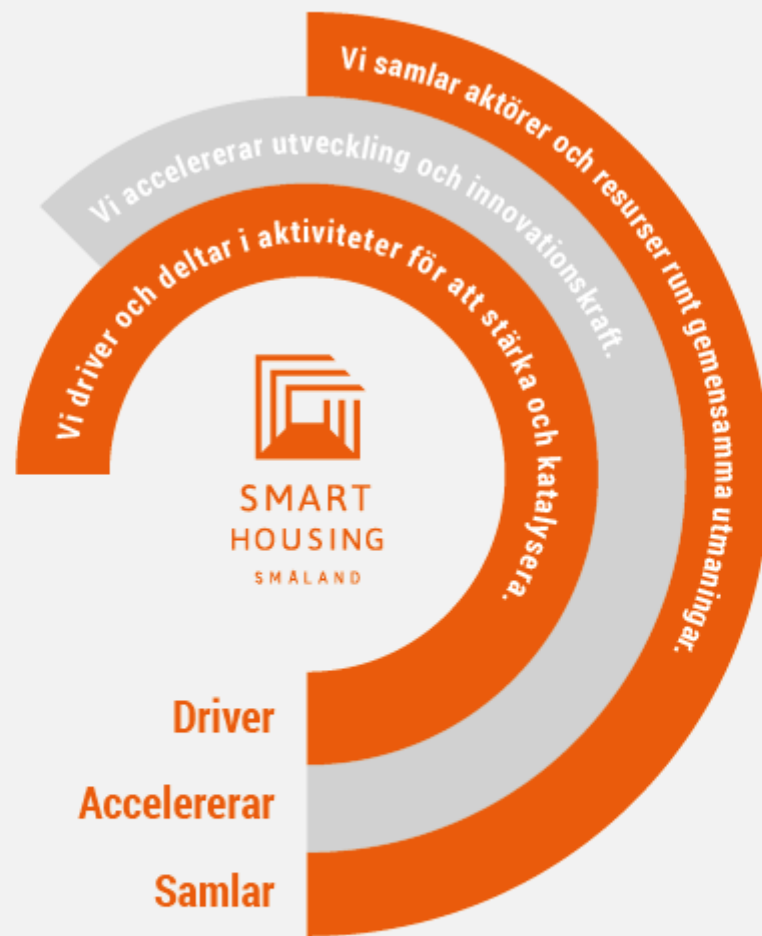 Vi samlar aktörer och resurser runt gemensamma utmaningar.
Vi accelererar utveckling och innovationskraft.
Vi driver och deltar i aktiviteter för att stärka och katalysera.
SMART
HOUSING
SMÅLAND
Driver
Accelererar
Samlar